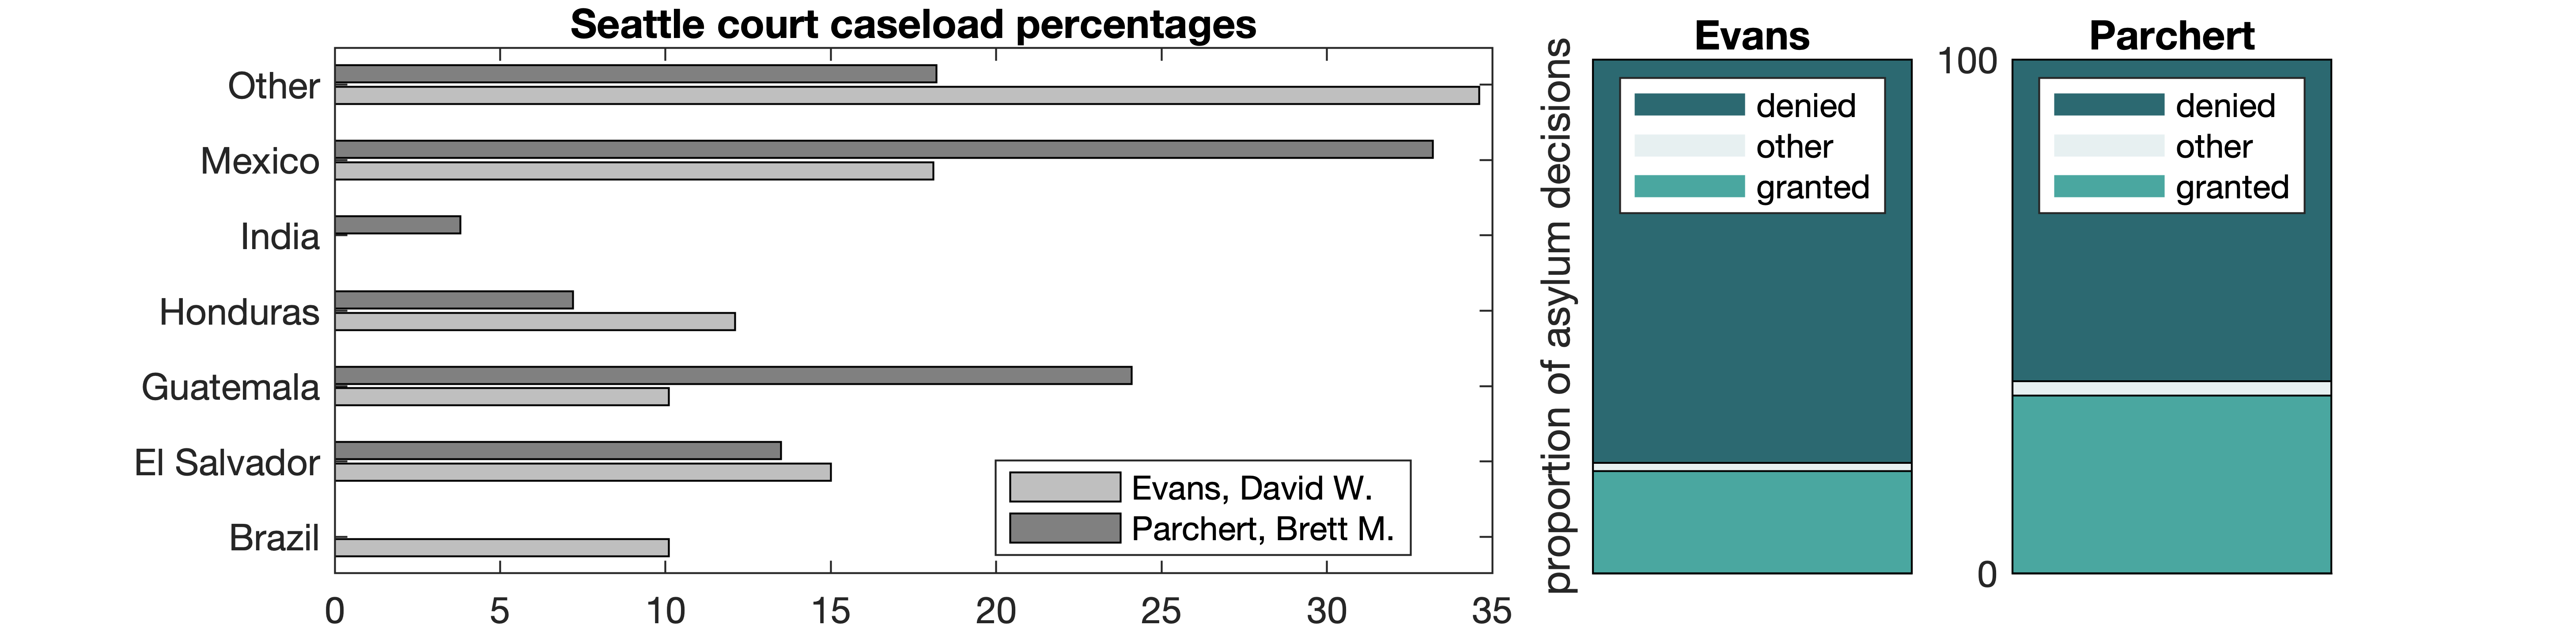 Seattle court caseload percentages
Other
Mexico
India
Honduras
Guatemala
El Salvador
Brazil
0 5 10 15 20 25 30 35
Evans, David W.
Parchert, Brett M.
proportion of asylum decisions
Evans
denied
other
granted
Parchert
100
0
denied
other
granted